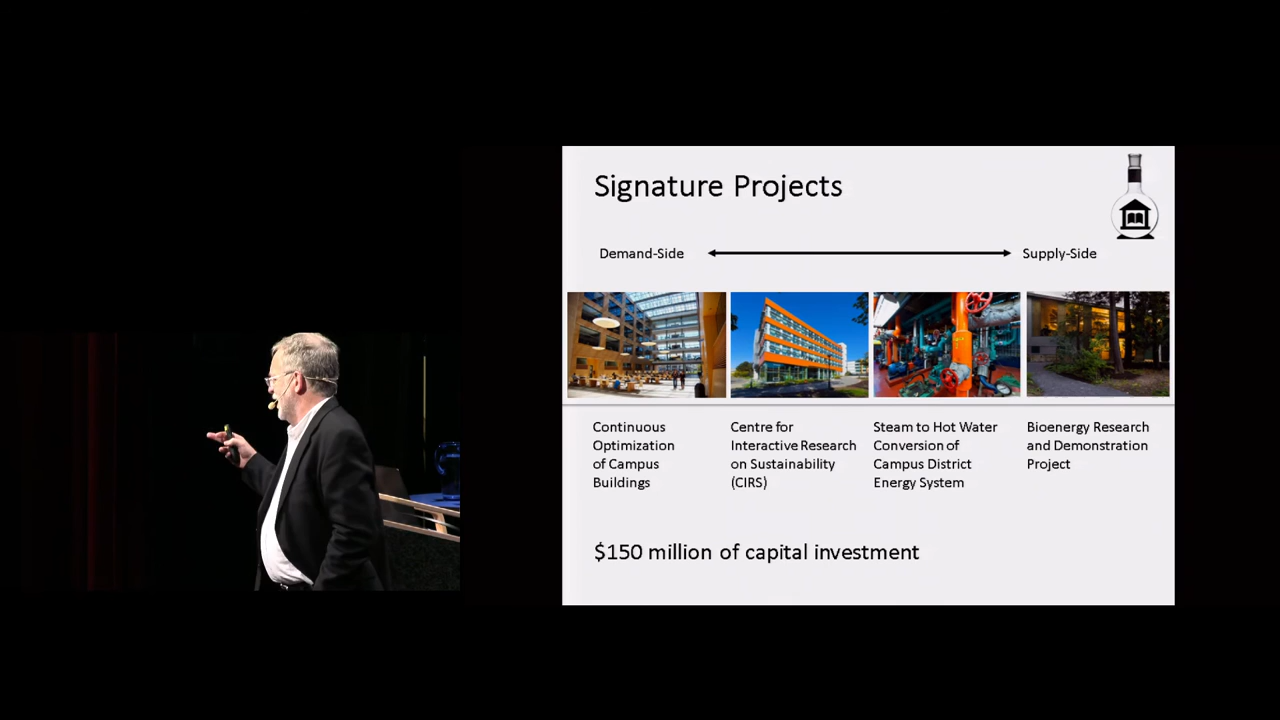 Signature Projects
Demand-Side
Supply-Side
Continuous
Optimization
of Campus
Buildings
Centre for
Interactive Research
on Sustainability
(CIRS)
Steam to Hot Water
Conversion of
Campus District
Energy System
Bioenergy Research
and Demonstration
Project
$150 million of capital investment